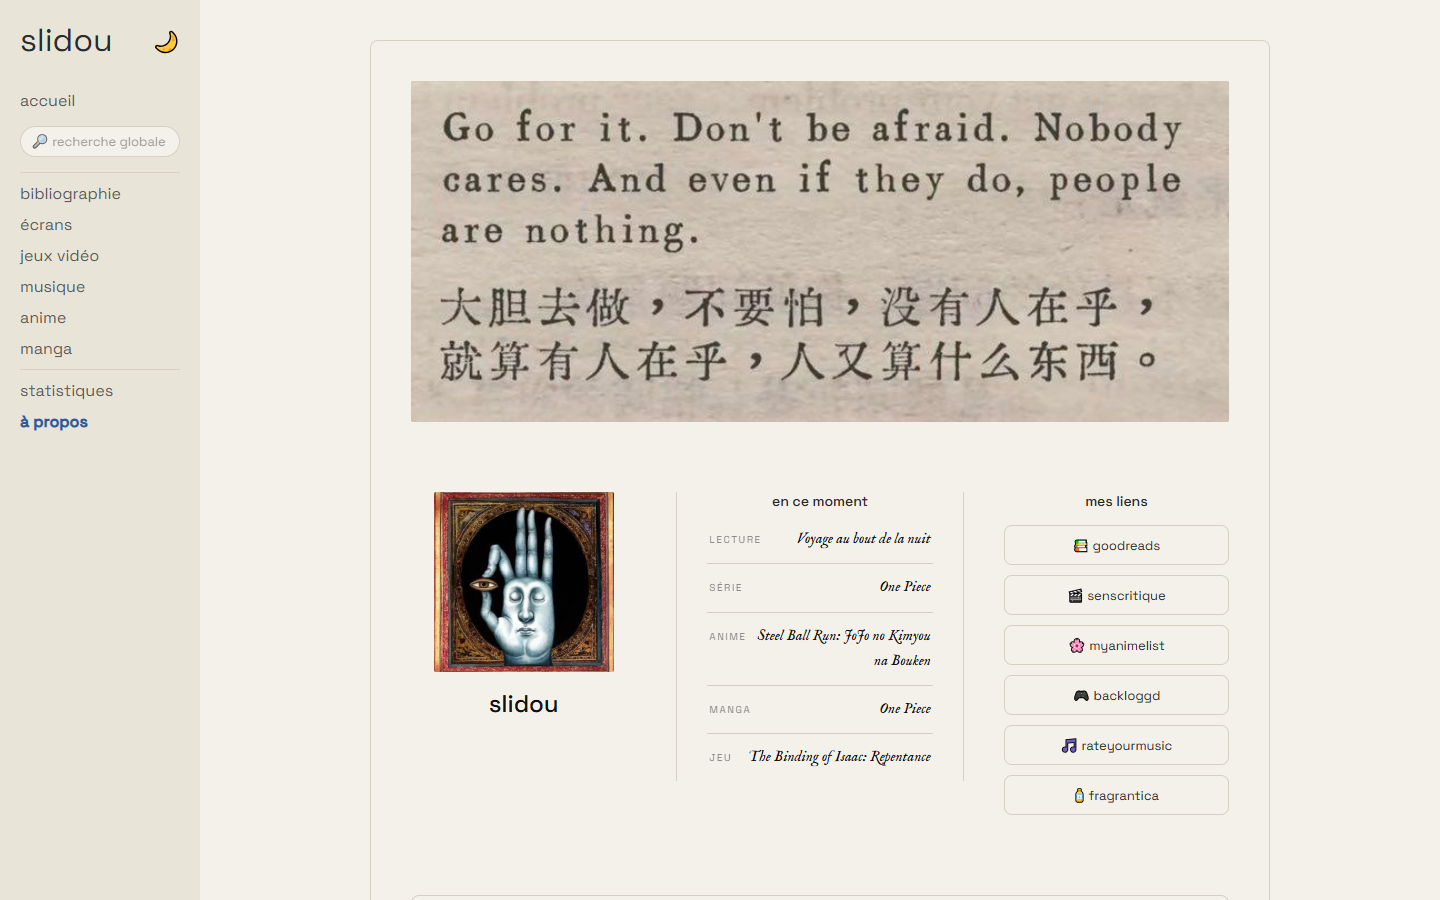 slidou
accueil
recherche globale
bibliographie
écrans
jeux vidéo
musique
anime
manga
statistiques
à propos
Go for it. Don't be afraid. Nobody
cares. And even if they do, people
are nothing.
大胆去做，不要怕，没有人在乎，
就算有人在乎，人又算什么东西。
slidou
en ce moment
LECTURE Voyage au bout de la nuit
SÉRIE One Piece
ANIME Steel Ball Run: JoJo no Kimyou
na Bouken
MANGA One Piece
JEU The Binding of Isaac: Repentance
mes liens
goodreads
senscritique
myanimelist
backloggd
rateyourmusic
fragrantica